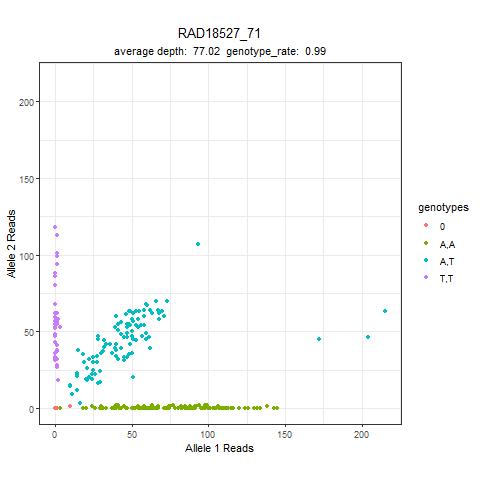 RAD18527_71
average depth: 77.02 genotype_rate: 0.99
Allele 2 Reads
200
150
100
50
0
0 50 100 150 200
Allele 1 Reads
genotypes
0
A,A
A,T
T,T